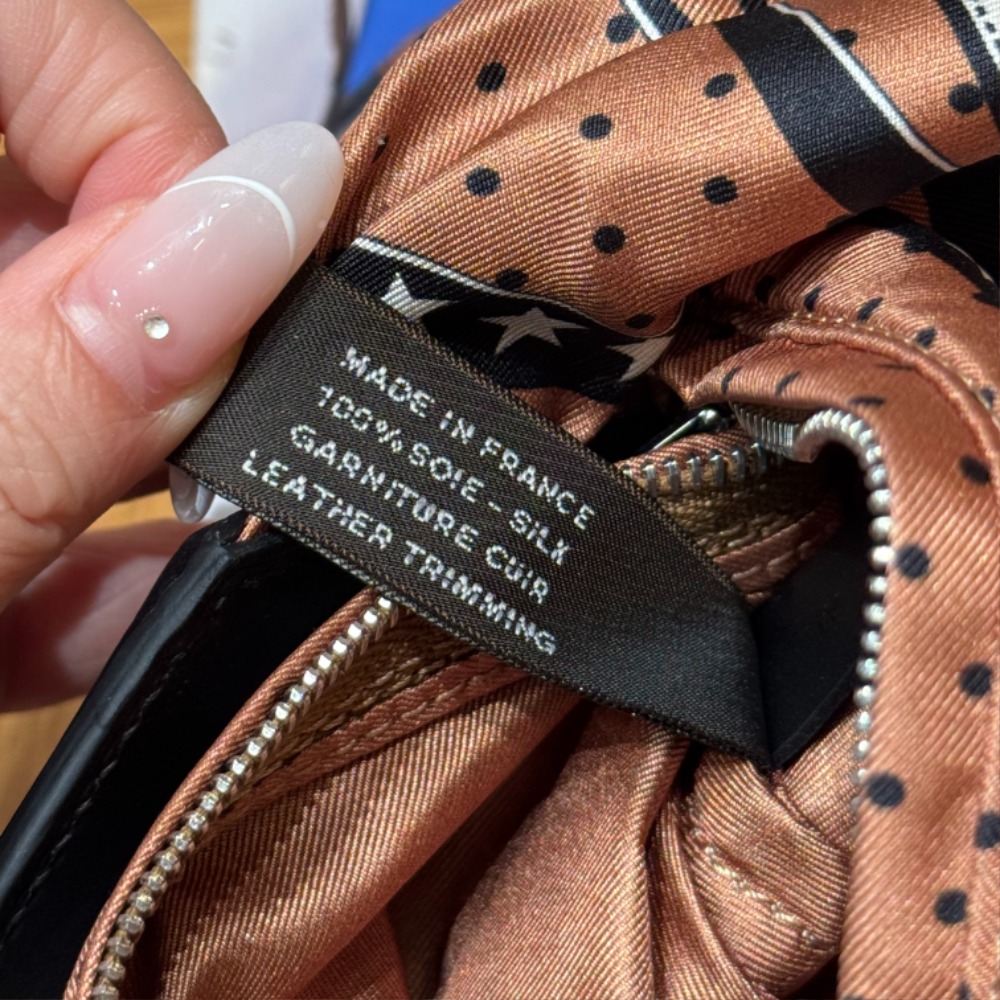 MADE IN FRANCE
100% SOIE - SILK
GARNITURE CUIR
LEATHER TRIMMING